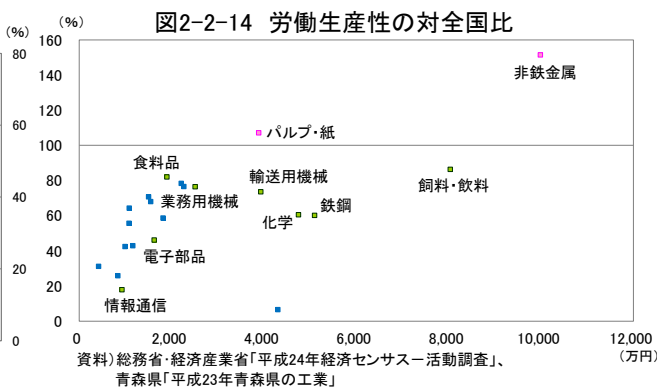 図2-2-14 労働生産性の対全国比
(%)
80
60
40
20
0
(%)
160
140
120
100
80
60
40
20
0
非鉄金属
パルプ・紙
食料品
輸送用機械
飼料・飲料
業務用機械
化学
鉄鋼
電子部品
情報通信
0 2,000 4,000 6,000 8,000 10,000 12,000
(万円)
資料)総務省・経済産業省「平成24年経済センサスー活動調査」、
青森県「平成23年青森県の工業」